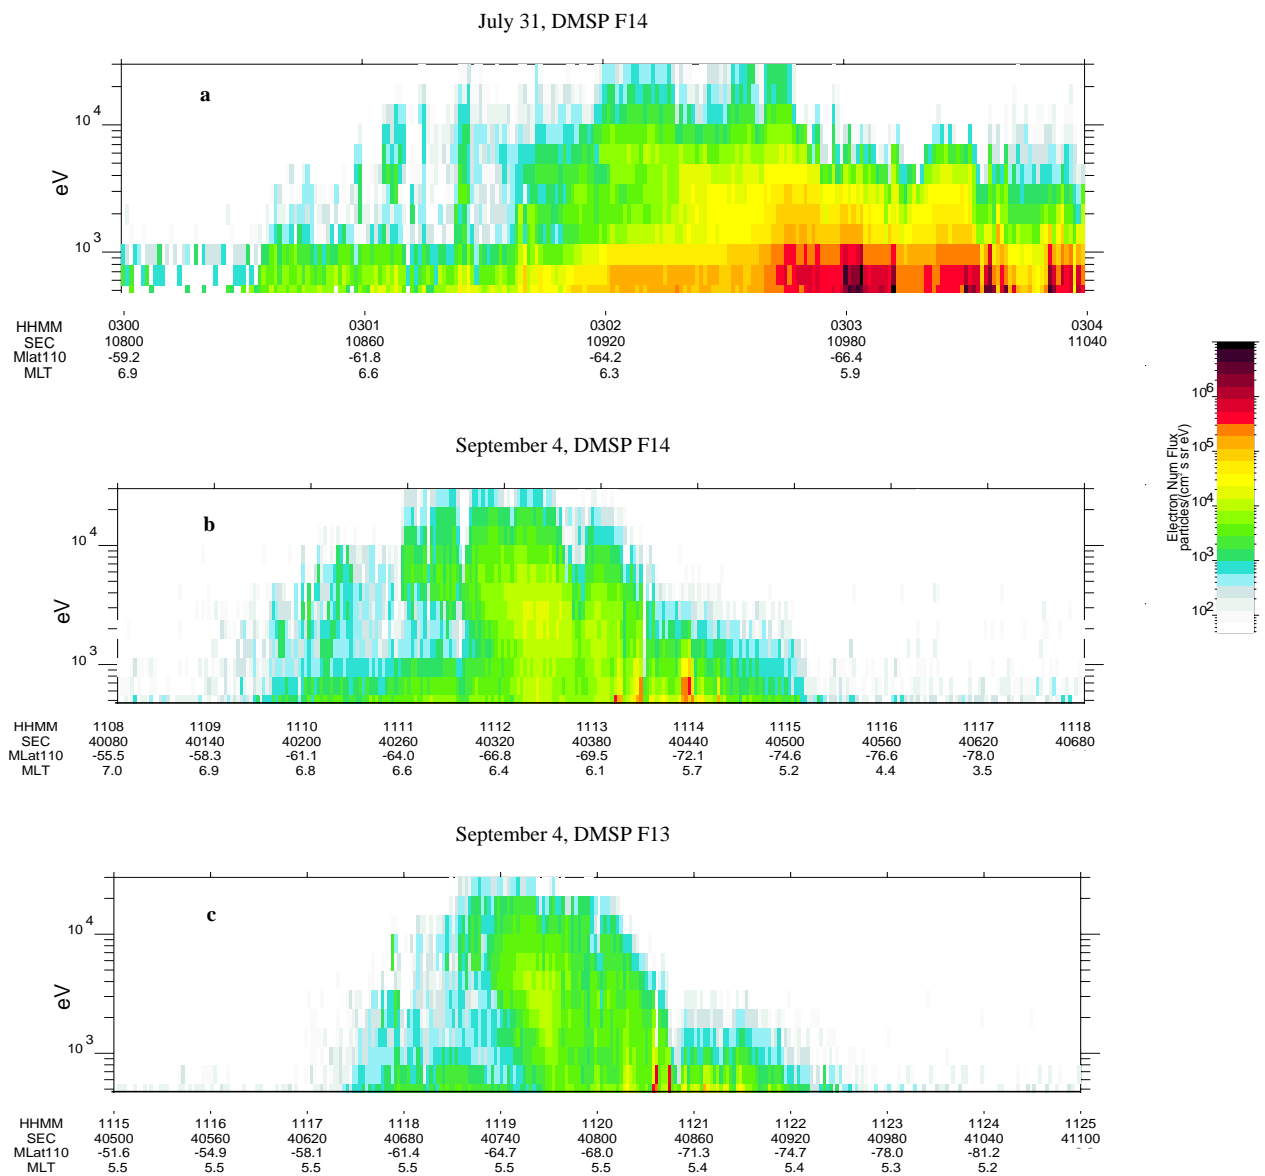 July 31, DMSP F14
a
10^4
eV
10^3
HHMM 0300 0301 0302 0303 0304
SEC 10800 10860 10920 10980 11040
Mlat110 -59.2 -61.8 -64.2 -66.4
MLT 6.9 6.6 6.3 5.9
10^6
10^5
10^4
10^3
10^2
Electron Num Flux
particles/(cm² s sr eV)
September 4, DMSP F14
b
10^4
eV
10^3
HHMM 1108 1109 1110 1111 1112 1113 1114 1115 1116 1117 1118
SEC 40080 40140 40200 40260 40320 40380 40440 40500 40560 40620 40680
MLat110 -55.5 -58.3 -61.1 -64.0 -66.8 -69.5 -72.1 -74.6 -76.6 -78.0
MLT 7.0 6.9 6.8 6.6 6.4 6.1 5.7 5.2 4.4 3.5
September 4, DMSP F13
c
10^4
eV
10^3
HHMM 1115 1116 1117 1118 1119 1120 1121 1122 1123 1124 1125
SEC 40500 40560 40620 40680 40740 40800 40860 40920 40980 41040 41100
MLat110 -51.6 -54.9 -58.1 -61.4 -64.7 -68.0 -71.3 -74.7 -78.0 -81.2
MLT 5.5 5.5 5.5 5.5 5.5 5.5 5.4 5.4 5.3 5.2